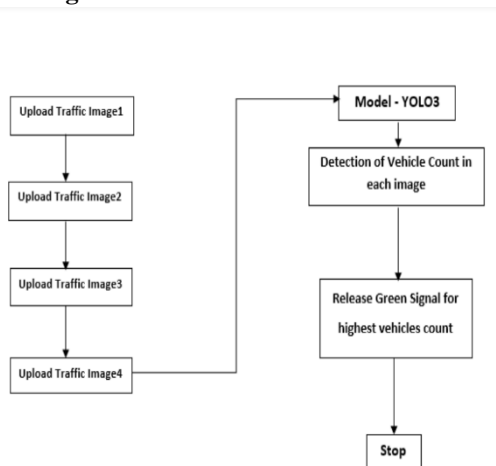 Upload Traffic Image1
Upload Traffic Image2
Upload Traffic Image3
Upload Traffic Image4
Model - YOLO3
Detection of Vehicle Count in
each image
Release Green Signal for
highest vehicles count
Stop